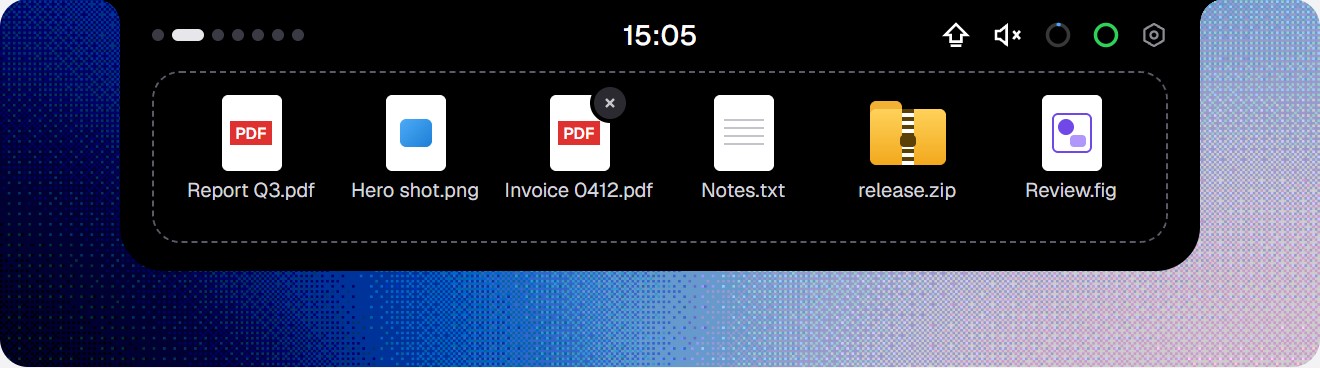 15:05
PDF
PDF
Report Q3.pdf
Hero shot.png
Invoice 0412.pdf
Notes.txt
release.zip
Review.fig